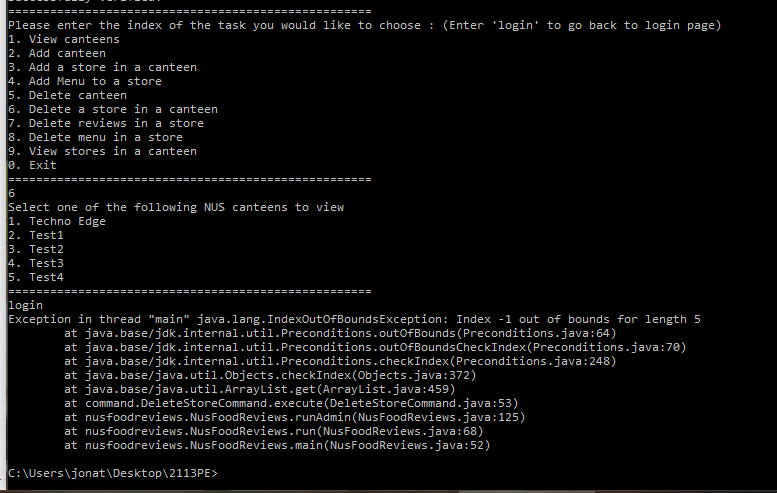 ====================================================
Please enter the index of the task you would like to choose : (Enter 'login' to go back to login page)
1. View canteens
2. Add canteen
3. Add a store in a canteen
4. Add Menu to a store
5. Delete canteen
6. Delete a store in a canteen
7. Delete reviews in a store
8. Delete menu in a store
9. View stores in a canteen
0. Exit
====================================================
6
Select one of the following NUS canteens to view
1. Techno Edge
2. Test1
3. Test2
4. Test3
5. Test4
====================================================
login
Exception in thread "main" java.lang.IndexOutOfBoundsException: Index -1 out of bounds for length 5
at java.base/jdk.internal.util.Preconditions.outOfBounds(Preconditions.java:64)
at java.base/jdk.internal.util.Preconditions.outOfBoundsCheckIndex(Preconditions.java:70)
at java.base/jdk.internal.util.Preconditions.checkIndex(Preconditions.java:248)
at java.base/java.util.Objects.checkIndex(Objects.java:372)
at java.base/java.util.ArrayList.get(ArrayList.java:459)
at command.DeleteStoreCommand.execute(DeleteStoreCommand.java:53)
at nusfoodreviews.NusFoodReviews.runAdmin(NusFoodReviews.java:125)
at nusfoodreviews.NusFoodReviews.run(NusFoodReviews.java:68)
at nusfoodreviews.NusFoodReviews.main(NusFoodReviews.java:52)
C:\Users\jonat\Desktop\2113PE>